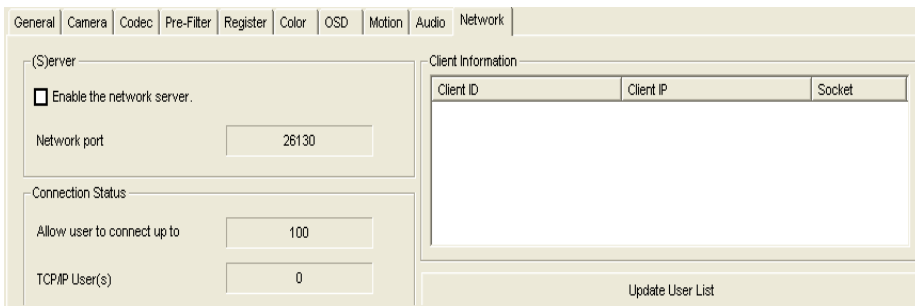 General Camera Codec Pre-Filter Register Color OSD Motion Audio Network
(S)erver
Enable the network server.
Network port 26130
Connection Status
Allow user to connect up to 100
TCP/IP User(s) 0
Client Information
Client ID Client IP Socket
Update User List